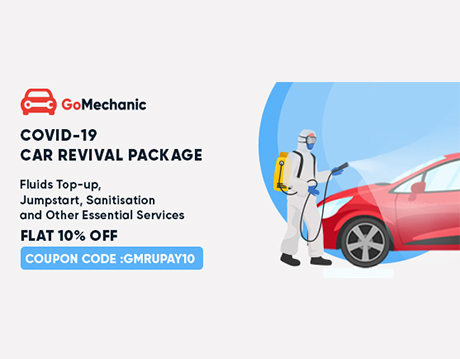 GoMechanic
COVID-19
CAR REVIVAL PACKAGE
Fluids Top-up,
Jumpstart, Sanitisation
and Other Essential Services
FLAT 10% OFF
COUPON CODE :GMRUPAY10